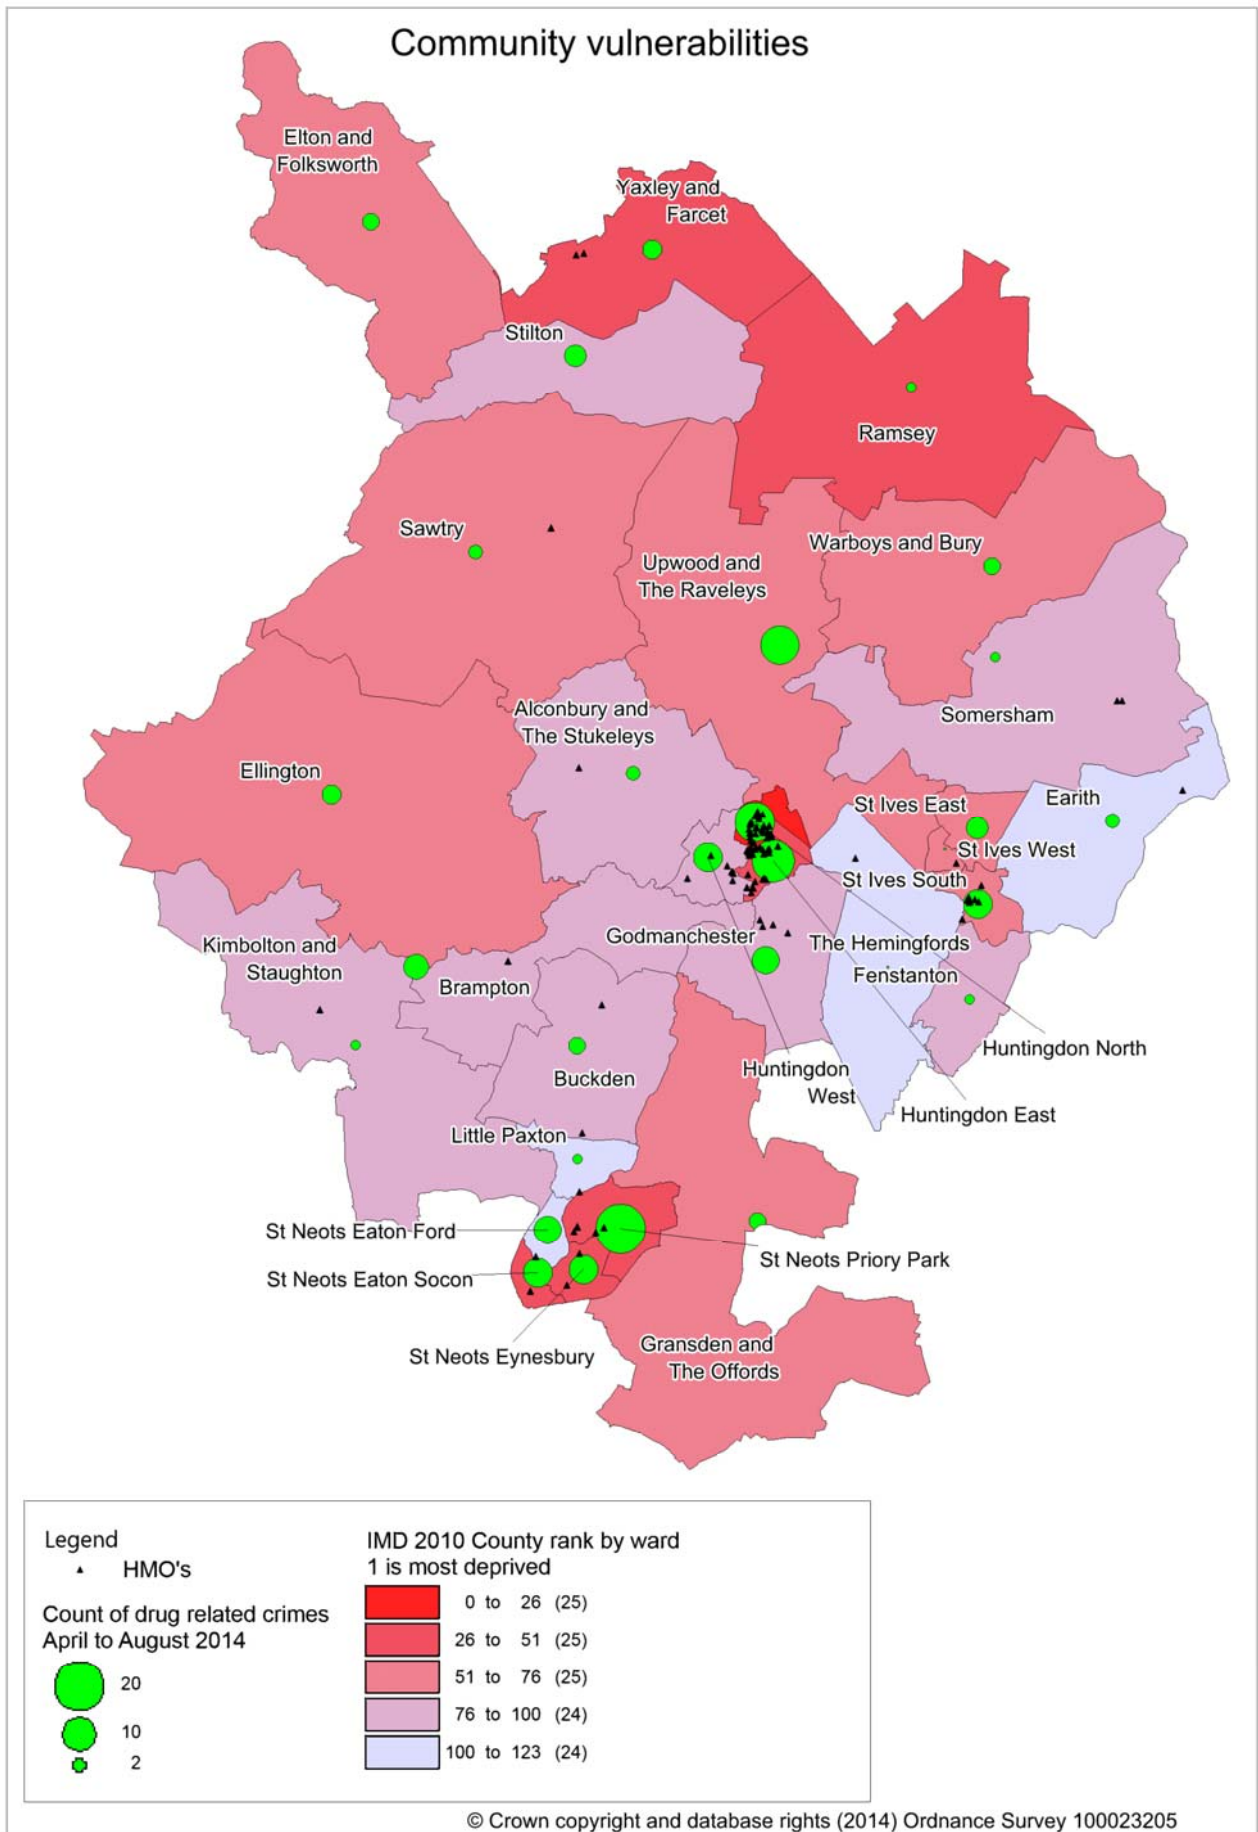 Community vulnerabilities
Elton and
Folksworth
Yaxley and
Farcet
Stilton
Ramsey
Sawtry
Warboys and Bury
Upwood and
The Raveleys
Alconbury and
The Stukeleys
Somersham
Ellington
St Ives East
Earith
St Ives West
St Ives South
Godmanchester
The Hemingfords
Kimbolton and
Staughton
Brampton
Fenstanton
Huntingdon North
Huntingdon
West
Buckden
Huntingdon East
Little Paxton
St Neots Eaton Ford
St Neots Priory Park
St Neots Eaton Socon
St Neots Eynesbury
Gransden and
The Offords
Legend
HMO's
Count of drug related crimes
April to August 2014
20
10
2
IMD 2010 County rank by ward
1 is most deprived
0 to 26 (25)
26 to 51 (25)
51 to 76 (25)
76 to 100 (24)
100 to 123 (24)
© Crown copyright and database rights (2014) Ordnance Survey 100023205